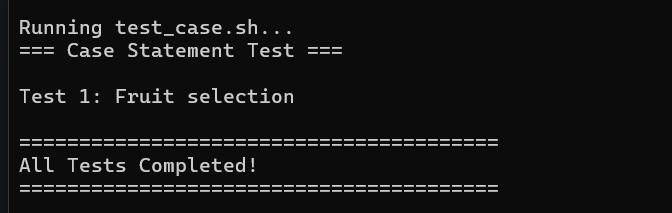 Running test_case.sh...
=== Case Statement Test ===
Test 1: Fruit selection
========================================
All Tests Completed!
========================================